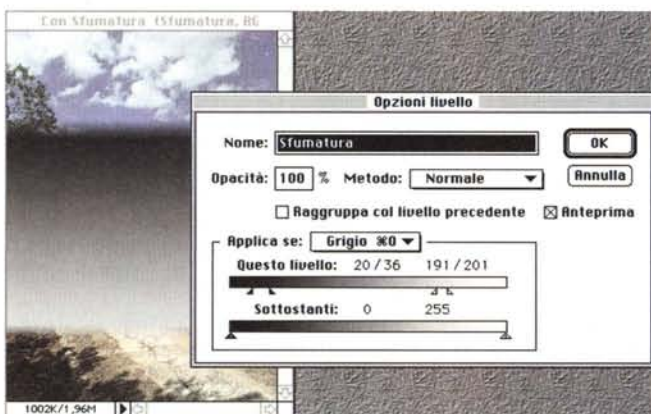 Con Sfumatura (Sfumatura, RG
Opzioni livello
Nome: Sfumatura
OK
Opacità: 100 % Metodo: Normale
Annulla
Raggruppa col livello precedente
Anteprima
Applica se: Grigio ⌘0
Questo livello: 20/36 191/201
Sottostanti: 0 255
1002K/1,96M